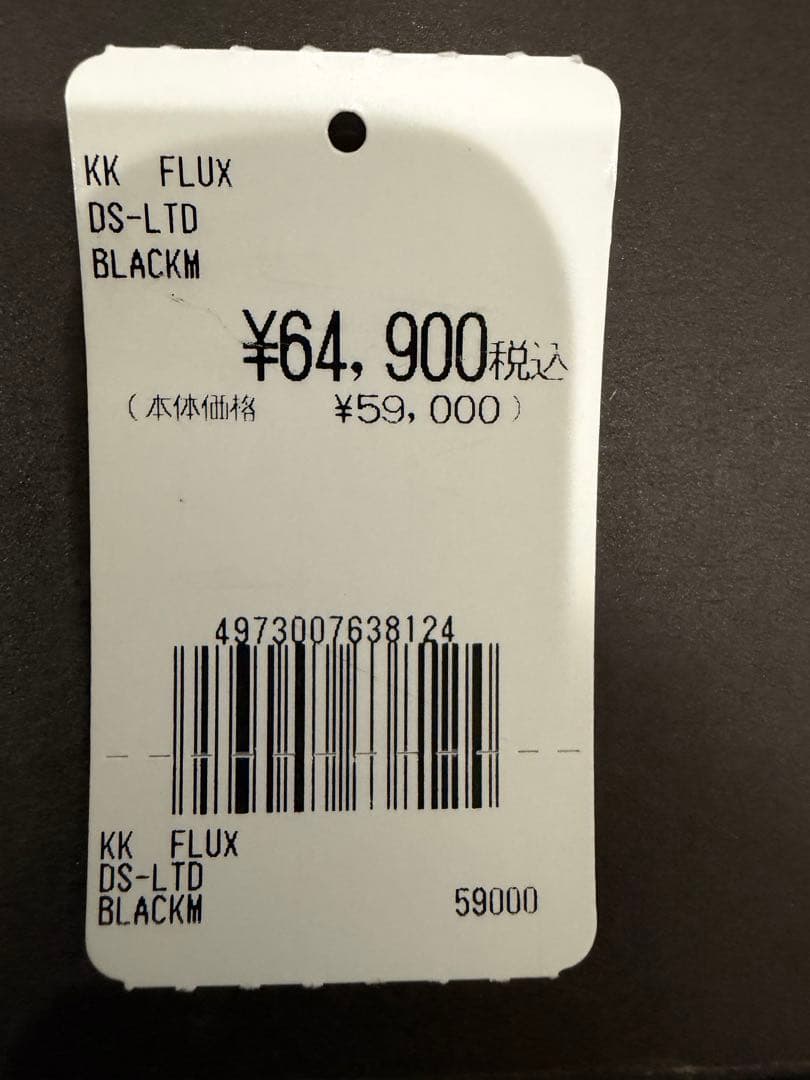 KK FLUX
DS-LTD
BLACKM
¥64,900税込
(本体価格 ¥59,000)
4973007638124
KK FLUX
DS-LTD
BLACKM
59000